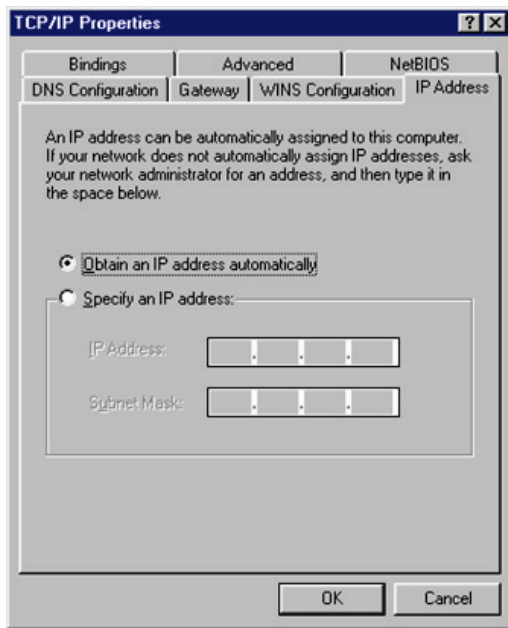 TCP/IP Properties
Bindings
Advanced
NetBIOS
DNS Configuration
Gateway
WINS Configuration
IP Address
An IP address can be automatically assigned to this computer.
If your network does not automatically assign IP addresses, ask
your network administrator for an address, and then type it in
the space below.
Obtain an IP address automatically
Specify an IP address:
IP Address:
Subnet Mask:
OK
Cancel